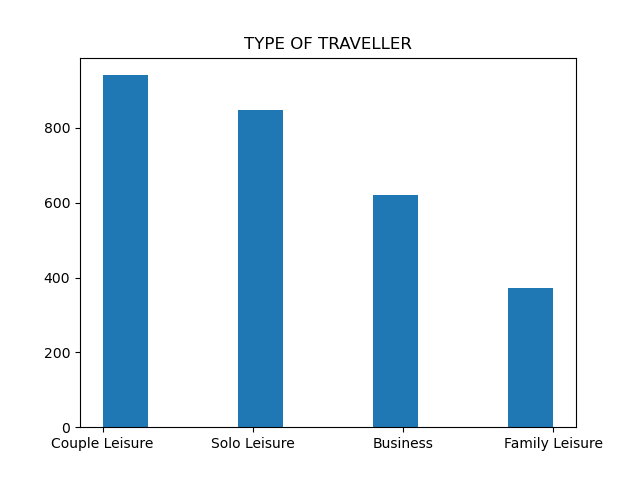 TYPE OF TRAVELLER
800
600
400
200
0
Couple Leisure
Solo Leisure
Business
Family Leisure